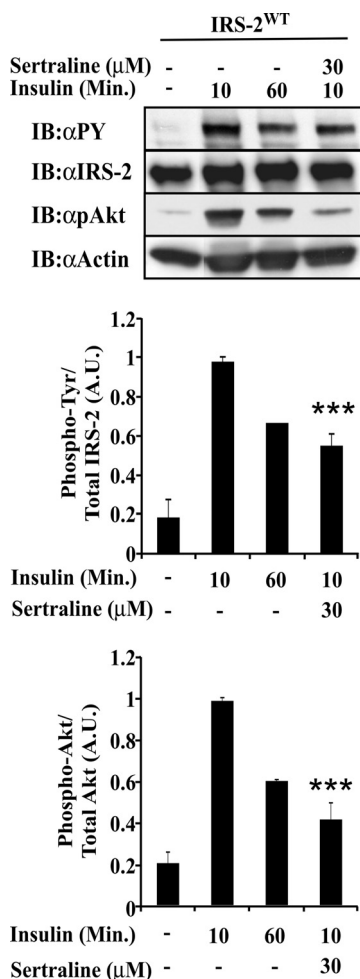 IRS-2WT
Sertraline (μM) - - - 30
Insulin (Min.) - 10 60 10
IB:αPY
IB:αIRS-2
IB:αpAkt
IB:αActin
Phospho-Tyr/
Total IRS-2 (A.U.)
1.2
1
0.8
0.6
0.4
0.2
0
***
Insulin (Min.) - 10 60 10
Sertraline (μM) - - - 30
Phospho-Akt/
Total Akt (A.U.)
1.2
1
0.8
0.6
0.4
0.2
0
***
Insulin (Min.) - 10 60 10
Sertraline (μM) - - - 30